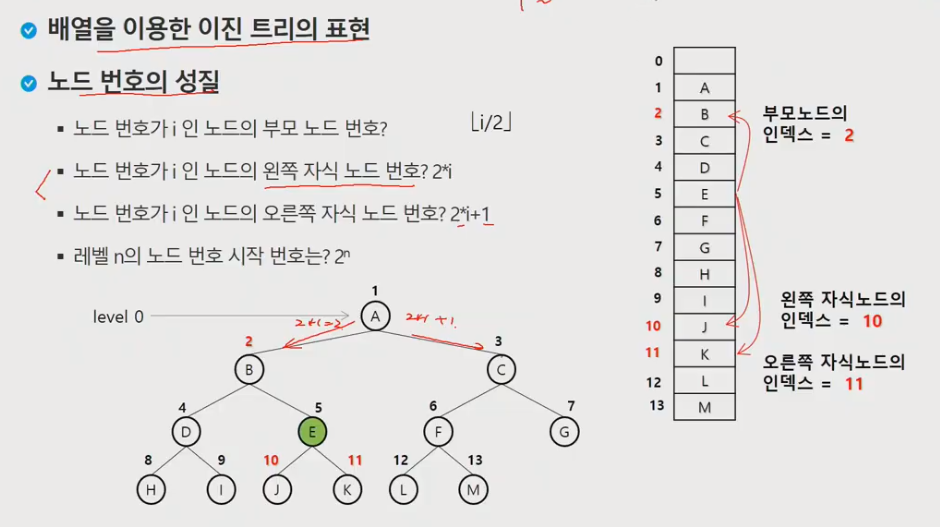 배열을 이용한 이진 트리의 표현
노드 번호의 성질
노드 번호가 i 인 노드의 부모 노드 번호? ⌊i/2⌋
노드 번호가 i 인 노드의 왼쪽 자식 노드 번호? 2*i
노드 번호가 i 인 노드의 오른쪽 자식 노드 번호? 2*i+1
레벨 n의 노드 번호 시작 번호는? 2ⁿ
level 0
1
A
2*1=2
2*1 +1
2 3
B C
4 5 6 7
D E F G
8 9 10 11 12 13
H I J K L M
0
1 A
2 B
3 C
4 D
5 E
6 F
7 G
8 H
9 I
10 J
11 K
12 L
13 M
부모노드의
인덱스 = 2
왼쪽 자식노드의
인덱스 = 10
오른쪽 자식노드의
인덱스 = 11